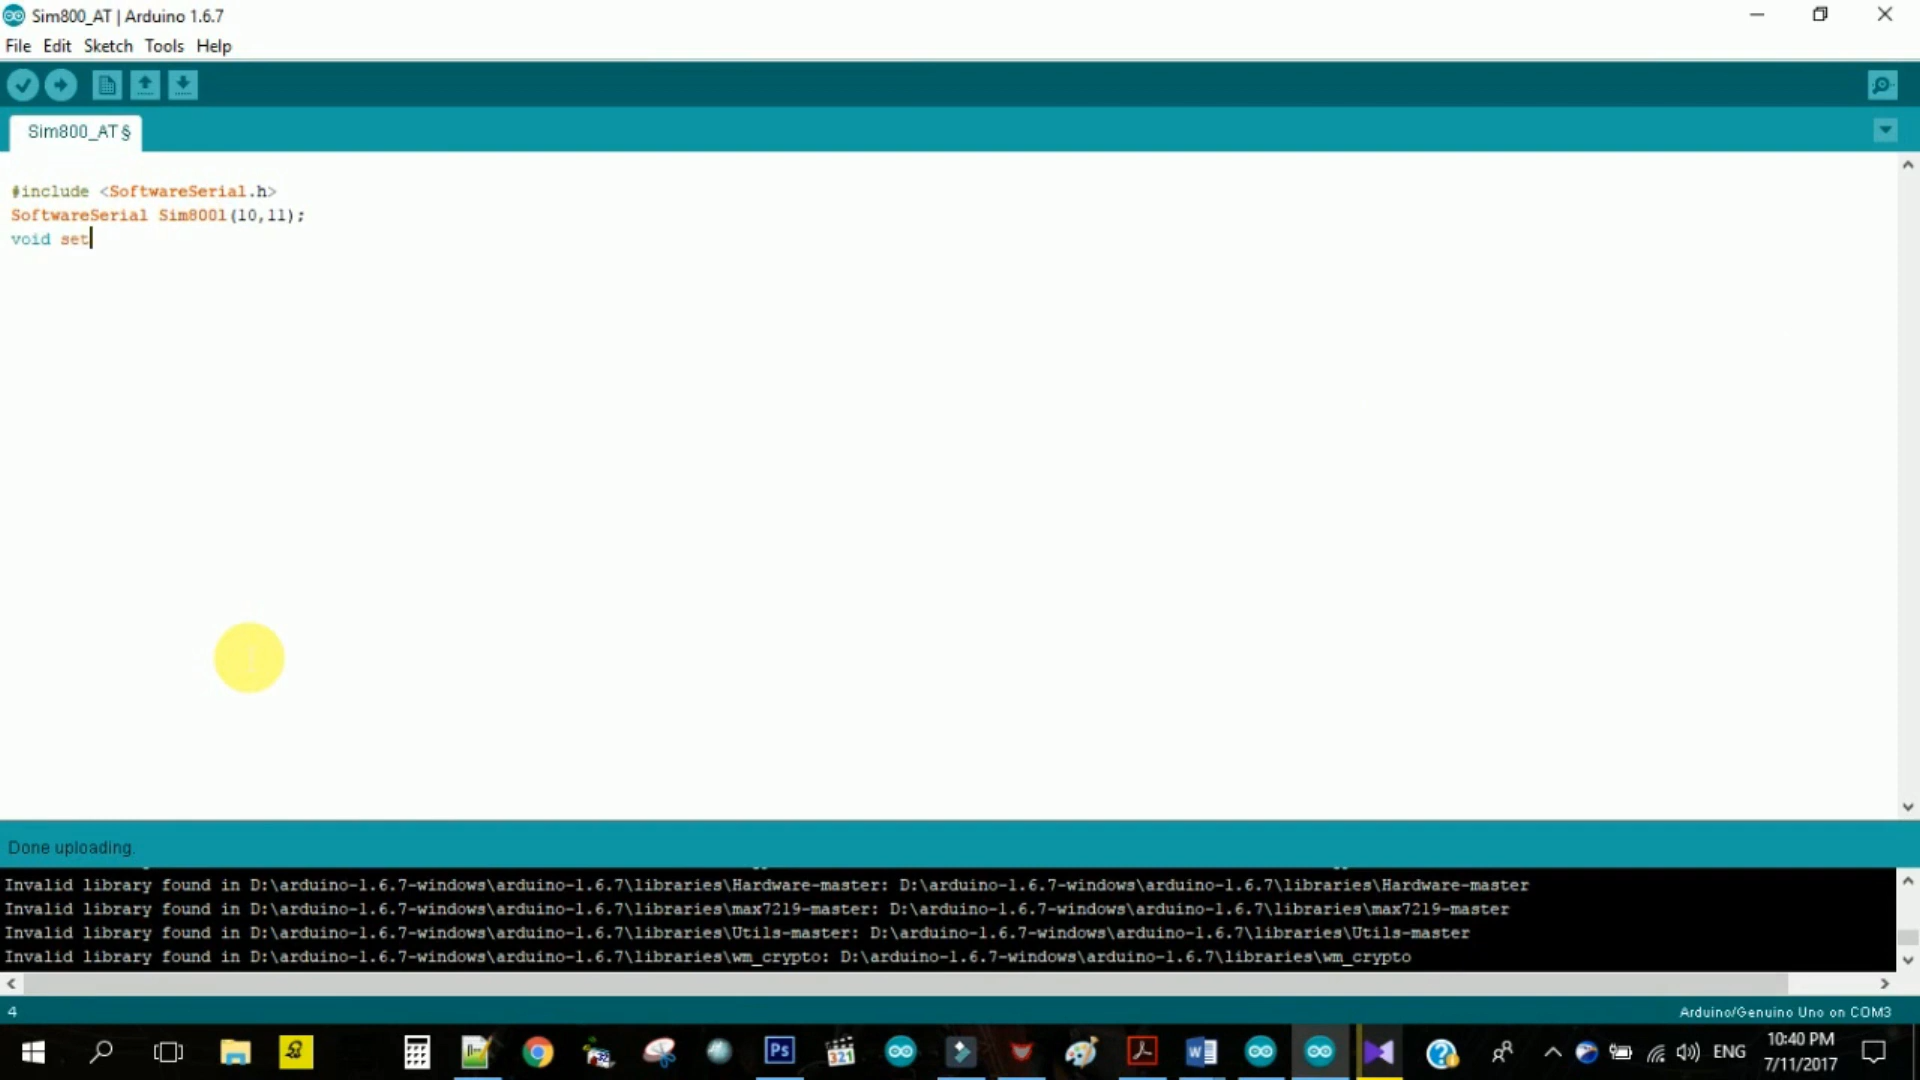 Sim800_AT | Arduino 1.6.7
File Edit Sketch Tools Help
Sim800_AT §
#include <SoftwareSerial.h>
SoftwareSerial Sim800l(10,11);
void set
Done uploading.
Invalid library found in D:\arduino-1.6.7-windows\arduino-1.6.7\libraries\Hardware-master: D:\arduino-1.6.7-windows\arduino-1.6.7\libraries\Hardware-master
Invalid library found in D:\arduino-1.6.7-windows\arduino-1.6.7\libraries\max7219-master: D:\arduino-1.6.7-windows\arduino-1.6.7\libraries\max7219-master
Invalid library found in D:\arduino-1.6.7-windows\arduino-1.6.7\libraries\Utils-master: D:\arduino-1.6.7-windows\arduino-1.6.7\libraries\Utils-master
Invalid library found in D:\arduino-1.6.7-windows\arduino-1.6.7\libraries\wm_crypto: D:\arduino-1.6.7-windows\arduino-1.6.7\libraries\wm_crypto
4
Arduino/Genuino Uno on COM3
Ps
321
ENG
10:40 PM
7/11/2017